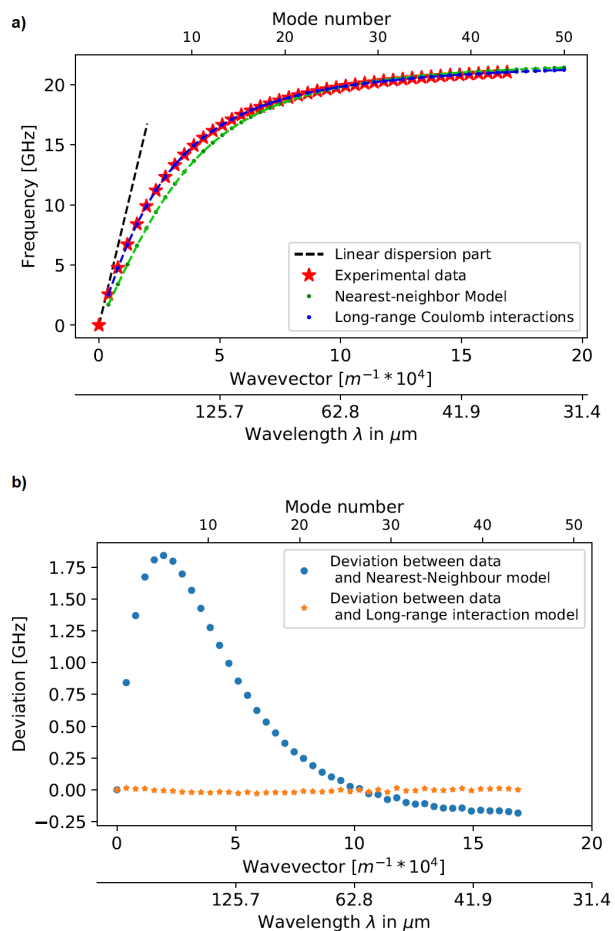 a)
Mode number
10 20 30 40 50
Frequency [GHz]
20
15
10
5
0
Linear dispersion part
Experimental data
Nearest-neighbor Model
Long-range Coulomb interactions
0 5 10 15 20
Wavevector [m⁻¹ * 10⁴]
125.7 62.8 41.9 31.4
Wavelength λ in μm
b)
Mode number
10 20 30 40 50
Deviation [GHz]
1.75
1.50
1.25
1.00
0.75
0.50
0.25
0.00
−0.25
Deviation between data
and Nearest-Neighbour model
Deviation between data
and Long-range interaction model
0 5 10 15 20
Wavevector [m⁻¹ * 10⁴]
125.7 62.8 41.9 31.4
Wavelength λ in μm